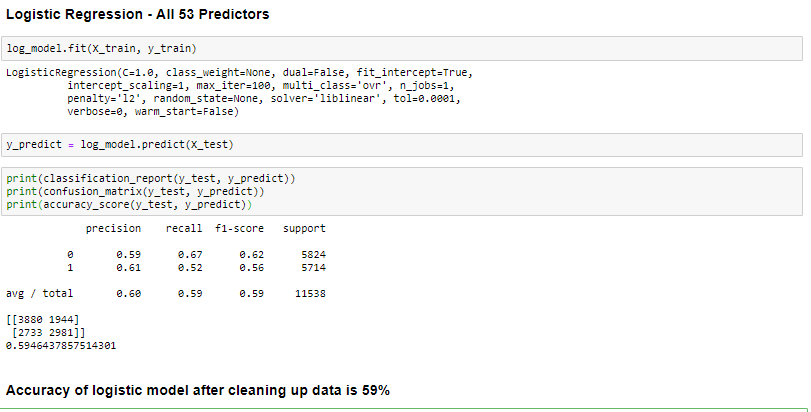 Logistic Regression - All 53 Predictors
log_model.fit(X_train, y_train)
LogisticRegression(C=1.0, class_weight=None, dual=False, fit_intercept=True,
intercept_scaling=1, max_iter=100, multi_class='ovr', n_jobs=1,
penalty='l2', random_state=None, solver='liblinear', tol=0.0001,
verbose=0, warm_start=False)
y_predict = log_model.predict(X_test)
print(classification_report(y_test, y_predict))
print(confusion_matrix(y_test, y_predict))
print(accuracy_score(y_test, y_predict))
precision recall f1-score support
0 0.59 0.67 0.62 5824
1 0.61 0.52 0.56 5714
avg / total 0.60 0.59 0.59 11538
[[3880 1944]
[2733 2981]]
0.5946437857514301
Accuracy of logistic model after cleaning up data is 59%